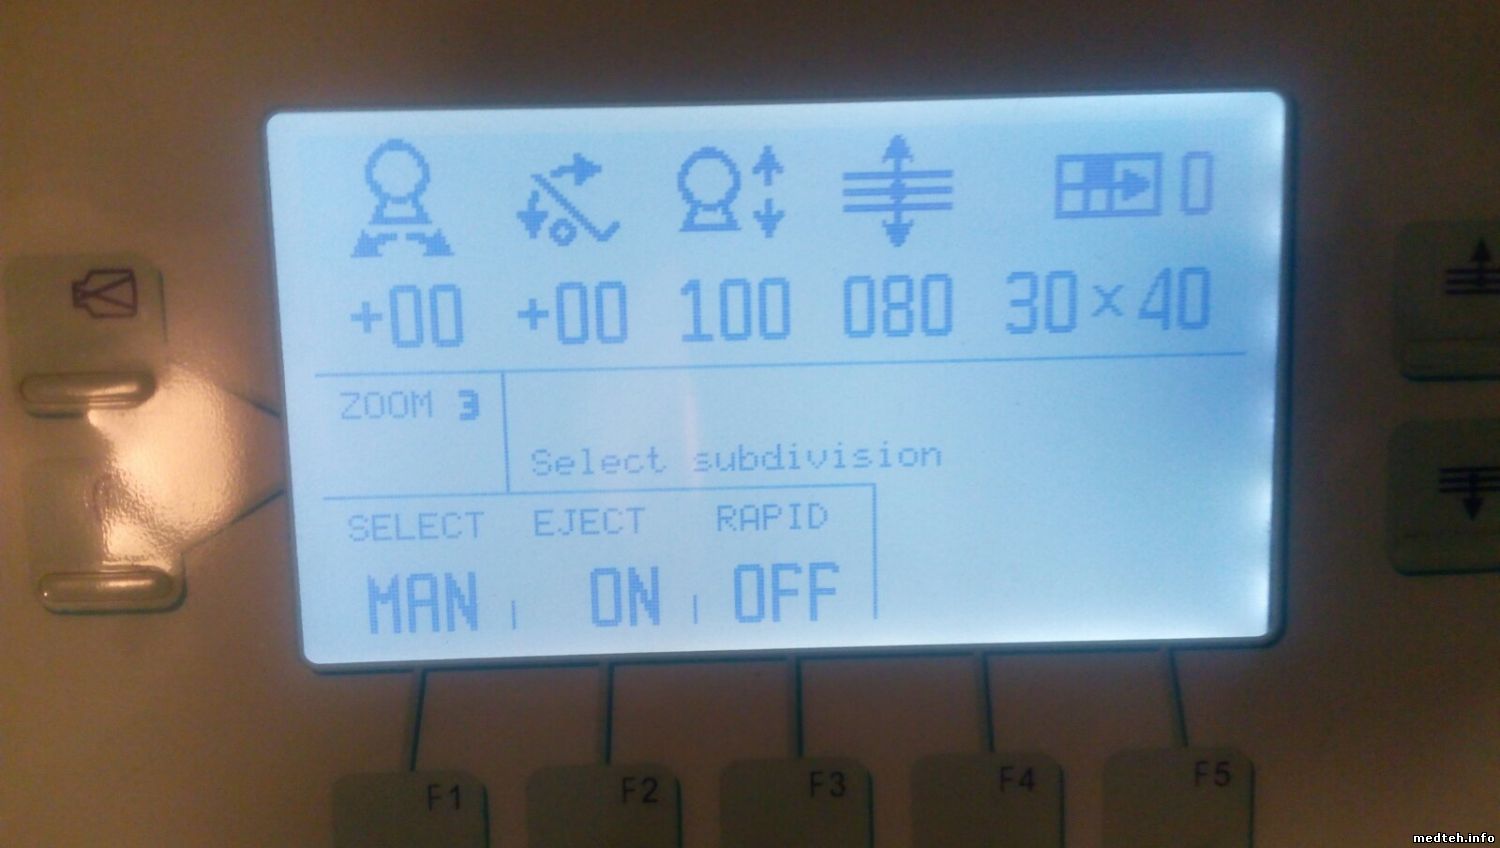 0
+00 +00 100 080 30×40
ZOOM 3
Select subdivision
SELECT EJECT RAPID
MAN ON OFF
F1 F2 F3 F4 F5
medteh.info